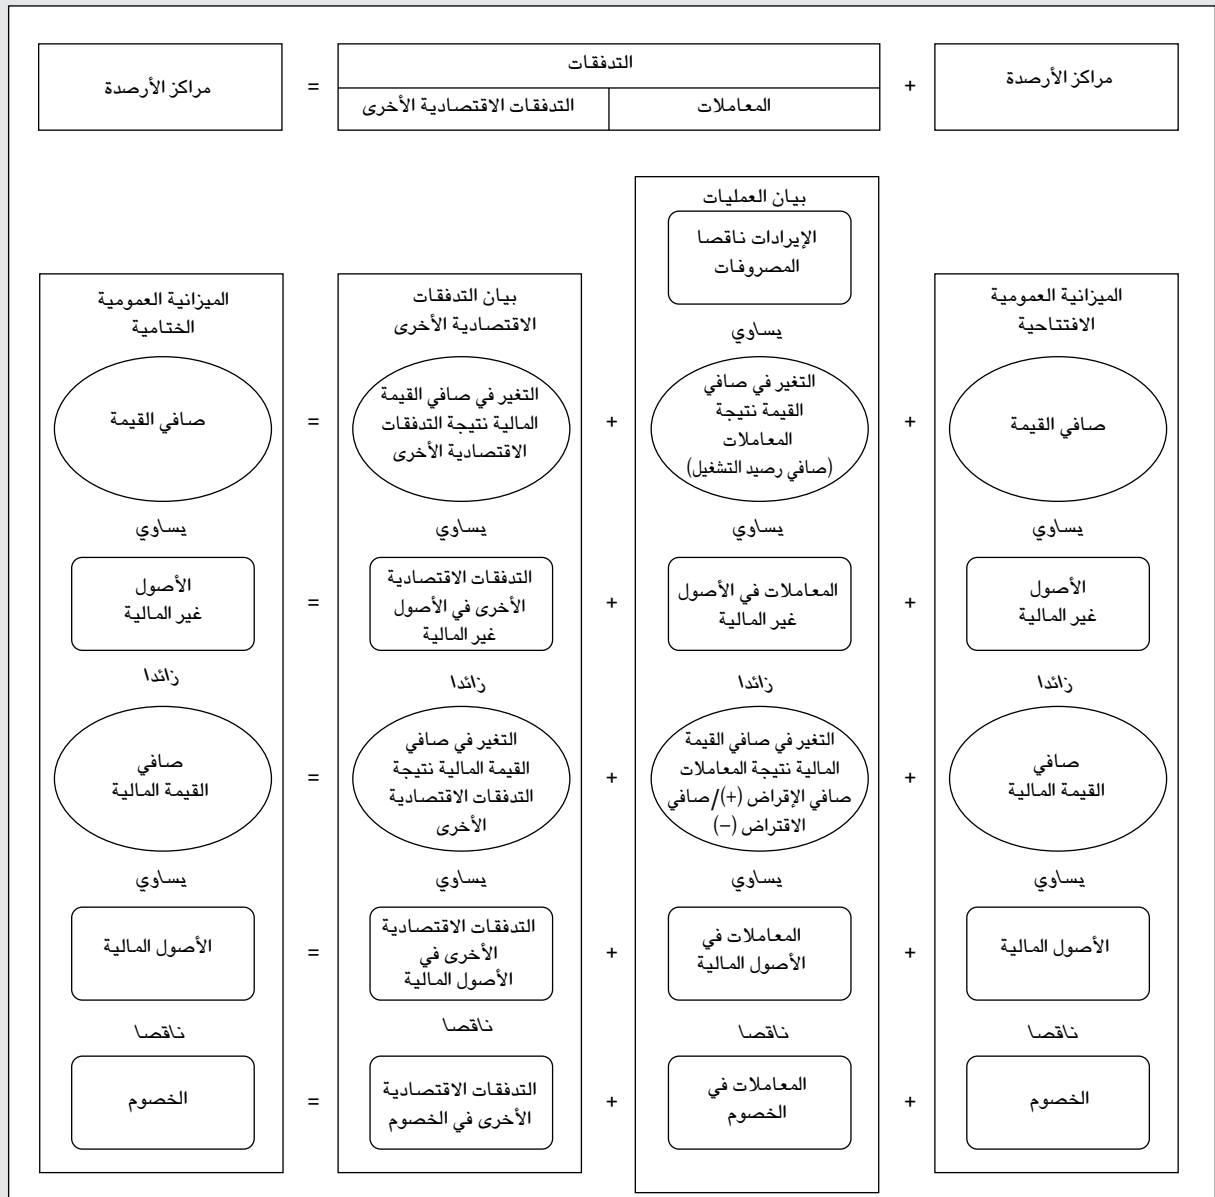 مراكز الأرصدة
+
التدفقات
المعاملات
التدفقات الاقتصادية الأخرى
=
مراكز الأرصدة
الميزانية العمومية
الافتتاحية
صافي القيمة
يساوي
الأصول
غير المالية
زائدا
صافي
القيمة المالية
يساوي
الأصول المالية
ناقصا
الخصوم
+
+
+
+
+
بيان العمليات
الإيرادات ناقصا
المصروفات
يساوي
التغير في صافي
القيمة نتيجة
المعاملات
(صافي رصيد التشغيل)
يساوي
المعاملات في الأصول
غير المالية
زائدا
التغير في صافي القيمة
المالية نتيجة المعاملات
صافي الإقراض (+)/صافي
الاقتراض (–)
يساوي
المعاملات في
الأصول المالية
ناقصا
المعاملات في
الخصوم
+
+
+
+
+
بيان التدفقات
الاقتصادية الأخرى
التغير في صافي القيمة
المالية نتيجة التدفقات
الاقتصادية الأخرى
يساوي
التدفقات الاقتصادية
الأخرى في الأصول
غير المالية
زائدا
التغير في صافي
القيمة المالية نتيجة
التدفقات الاقتصادية
الأخرى
يساوي
التدفقات الاقتصادية
الأخرى في
الأصول المالية
ناقصا
التدفقات الاقتصادية
الأخرى في الخصوم
=
=
=
=
=
الميزانية العمومية
الختامية
صافي القيمة
يساوي
الأصول
غير المالية
زائدا
صافي
القيمة المالية
يساوي
الأصول المالية
ناقصا
الخصوم